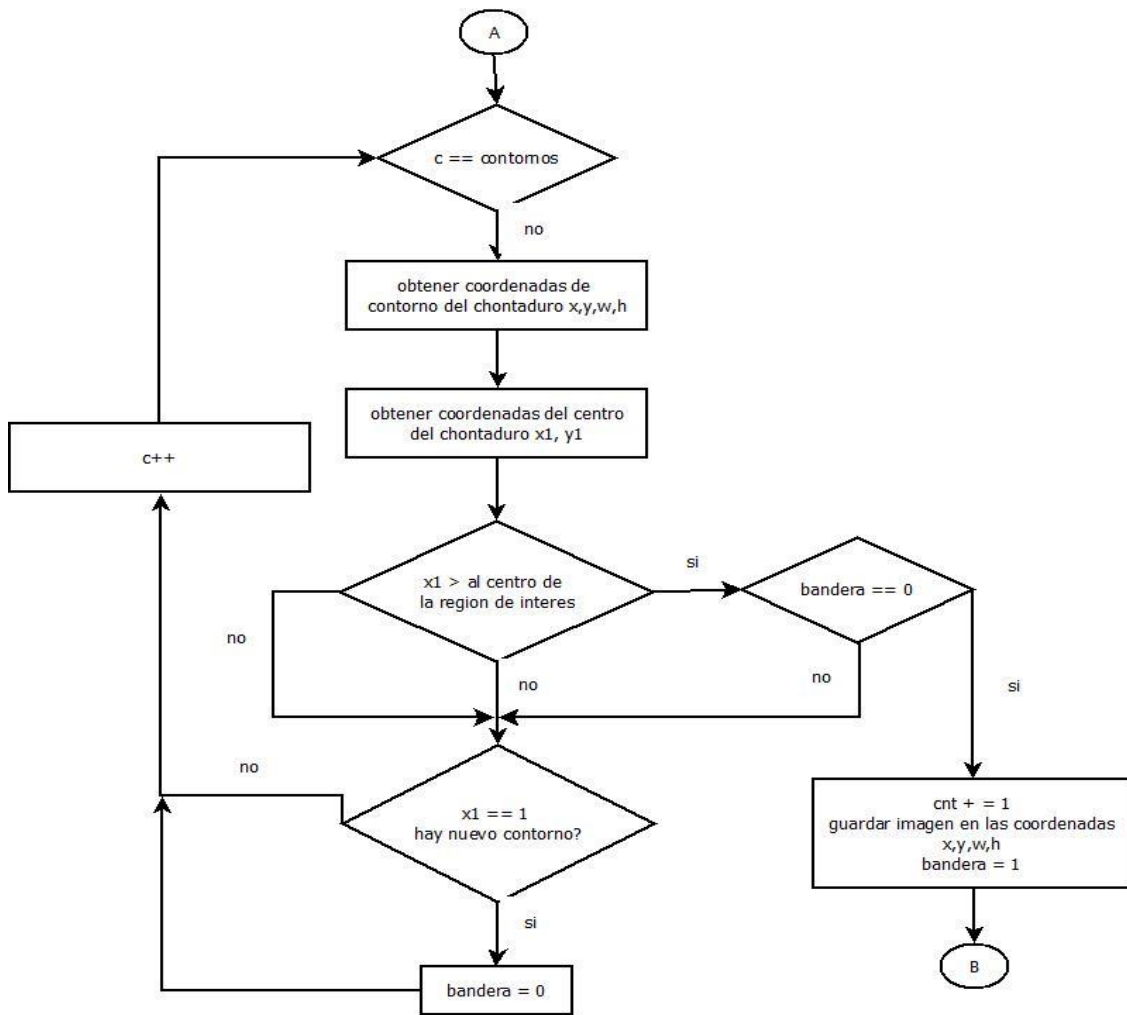 A
c == contornos
no
obtener coordenadas de
contorno del chontaduro x,y,w,h
obtener coordenadas del centro
del chontaduro x1, y1
c++
x1 > al centro de
la region de interes
si
bandera == 0
no
no
no
si
no
x1 == 1
hay nuevo contorno?
cnt + = 1
guardar imagen en las coordenadas
x,y,w,h
bandera = 1
si
bandera = 0
B